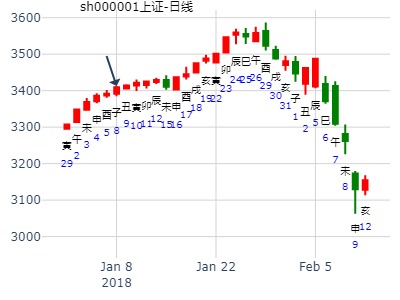 sh000001上证-日线
3600
3500
3400
3300
3200
3100
3000
寅 午 未 申 酉 子 丑 寅 卯 辰 未 申 酉 戌 亥 寅 卯 辰 巳 午 酉 戌 亥 子 丑 辰 巳 午 未 申 亥
29 2 3 4 5 8 9 10 11 12 15 16 17 18 19 22 23 24 25 26 29 30 31 1 2 5 6 7 8 9 12
Jan 8 Jan 22 Feb 5
2018